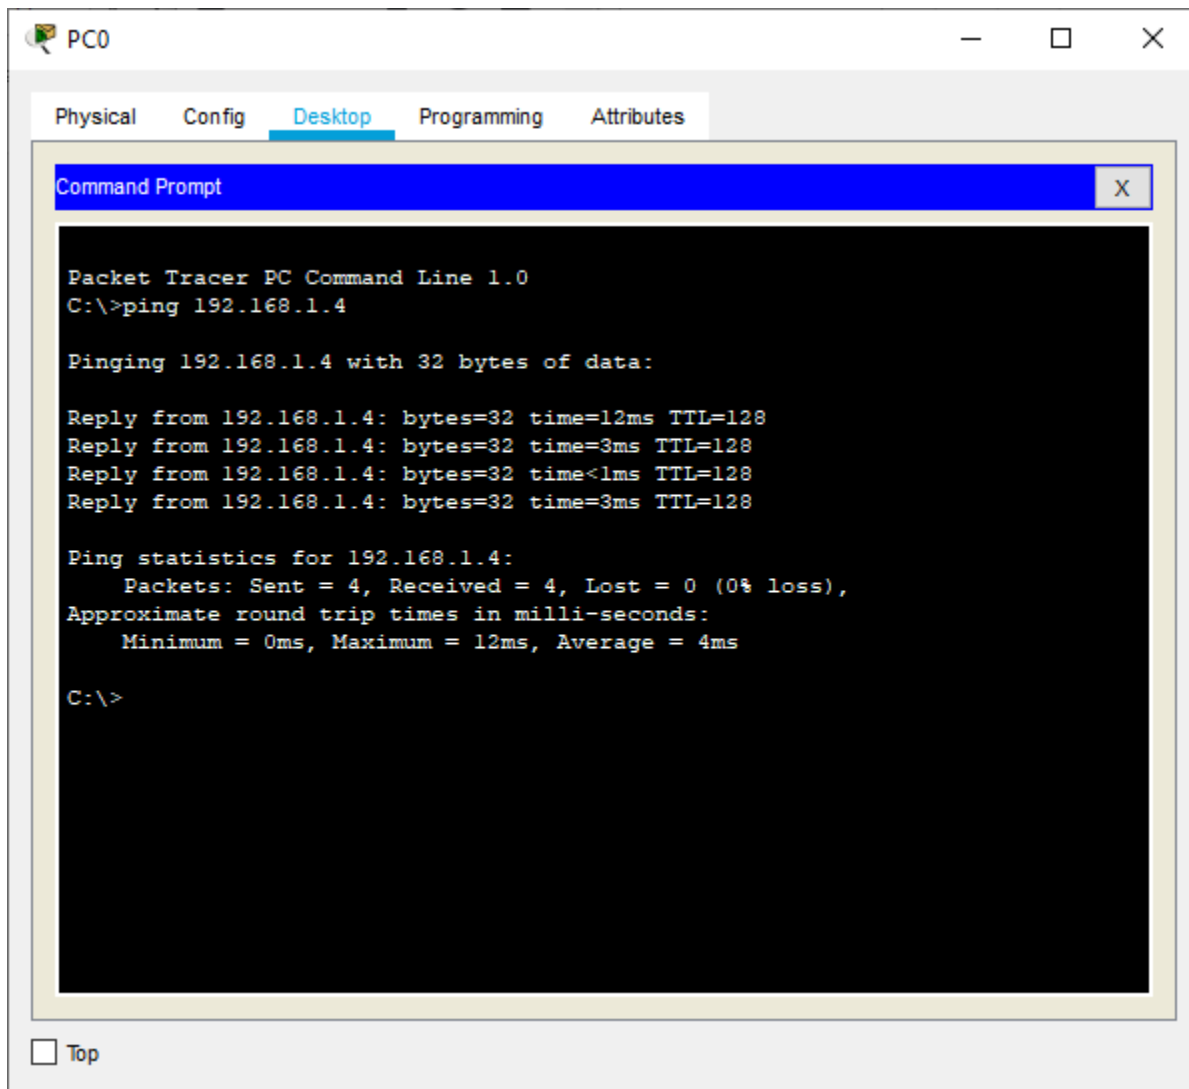 PC0
Physical Config Desktop Programming Attributes
Command Prompt X
Packet Tracer PC Command Line 1.0
C:\>ping 192.168.1.4
Pinging 192.168.1.4 with 32 bytes of data:
Reply from 192.168.1.4: bytes=32 time=12ms TTL=128
Reply from 192.168.1.4: bytes=32 time=3ms TTL=128
Reply from 192.168.1.4: bytes=32 time<1ms TTL=128
Reply from 192.168.1.4: bytes=32 time=3ms TTL=128
Ping statistics for 192.168.1.4:
Packets: Sent = 4, Received = 4, Lost = 0 (0% loss),
Approximate round trip times in milli-seconds:
Minimum = 0ms, Maximum = 12ms, Average = 4ms
C:\>
Top